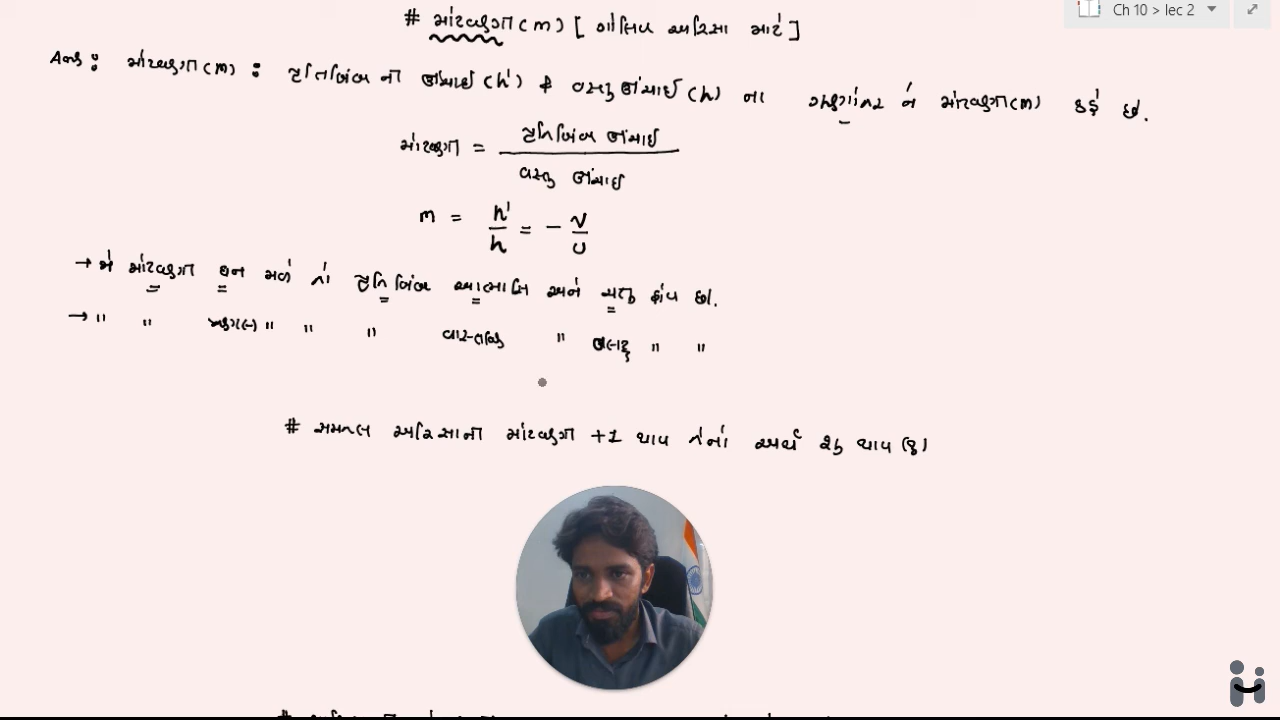 Ch 10 > lec 2
# મોટવણી (m) [ ગોલિય અરિસા માટે ]
Ans : મોટવણી (m) : પ્રતિબિંબ ની ઊંચાઈ (h') & વસ્તુ ઊંચાઈ (h) ના ગુણોત્તર ને મોટવણી (m) કહે છે.
મોટવણી = પ્રતિબિંબ ઊંચાઈ
વસ્તુ ઊંચાઈ
m = h'/h = - v/u
→ જો મોટવણી ધન મળે તો પ્રતિબિંબ આભાસિ અને ચતુ હોય છે.
→ " " ઋણ(-) " " " વાસ્તવિક " ઊલટુ " "
# સમતલ અરિસાની મોટવણી +1 થાય તેનો અર્થ શું થાય (?)